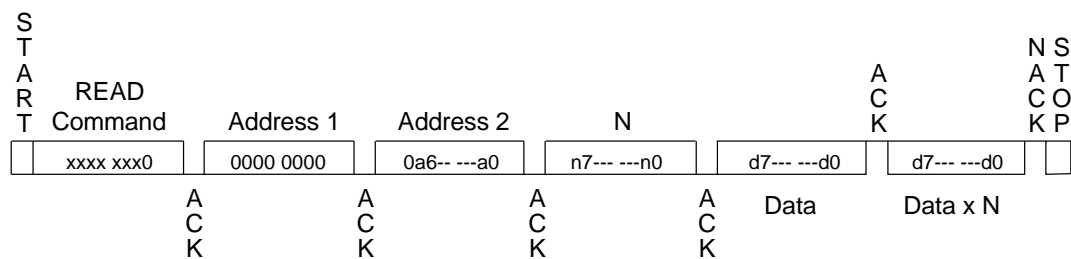 START
READ
Command
Address 1
Address 2
N
ACK
NACK
STOP
xxxx xxx0
0000 0000
0a6-- ---a0
n7--- ---n0
d7--- ---d0
d7--- ---d0
ACK
ACK
ACK
ACK
Data
Data x N